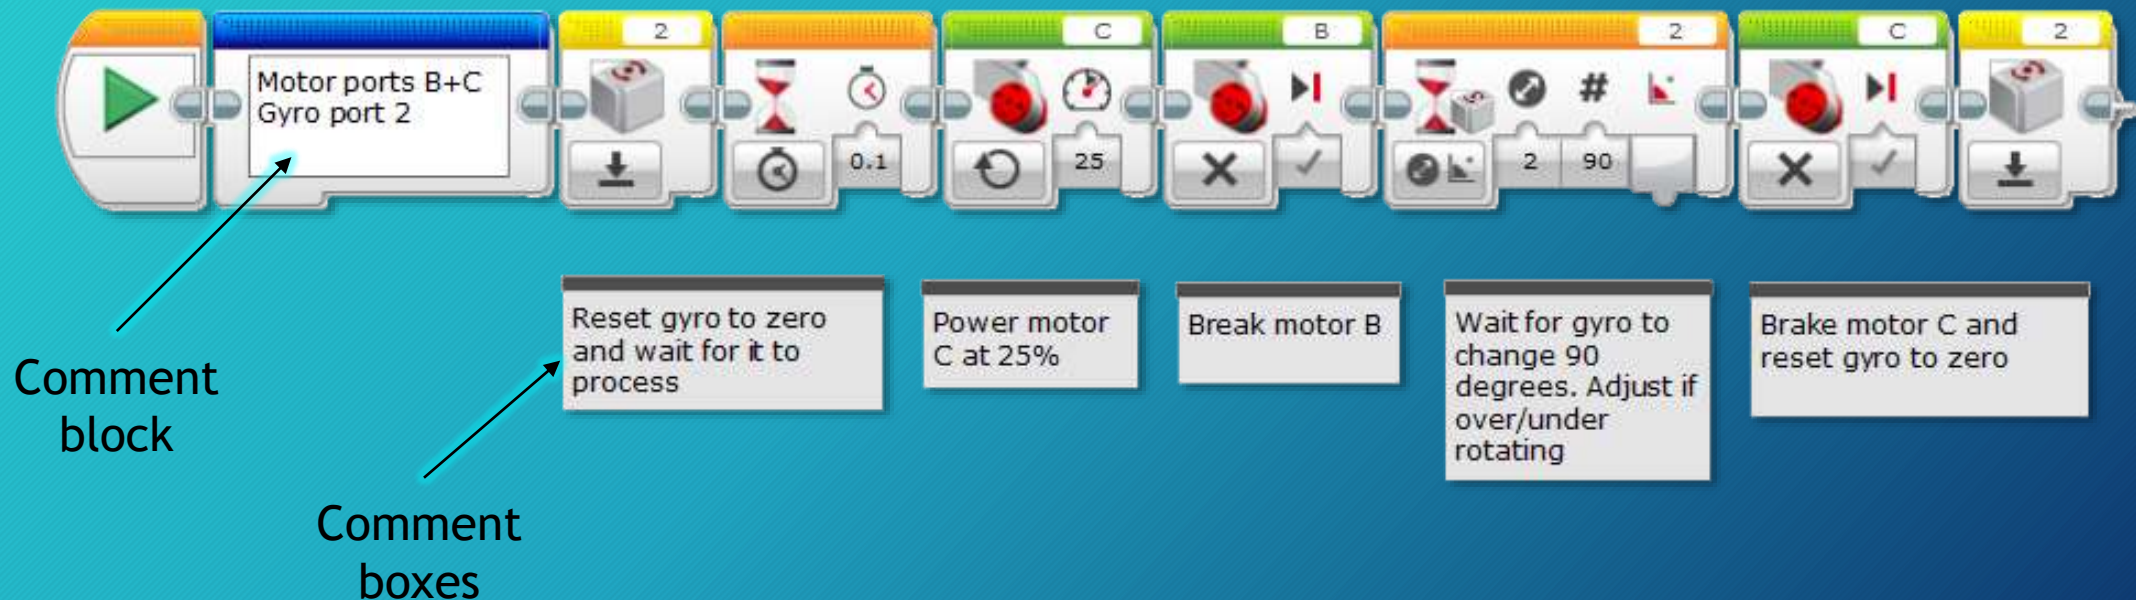 2
C
B
2
C
2
Motor ports B+C
Gyro port 2
#
0.1
25
2
90
Reset gyro to zero
and wait for it to
process
Power motor
C at 25%
Break motor B
Wait for gyro to
change 90
degrees. Adjust if
over/under
rotating
Brake motor C and
reset gyro to zero
Comment
block
Comment
boxes